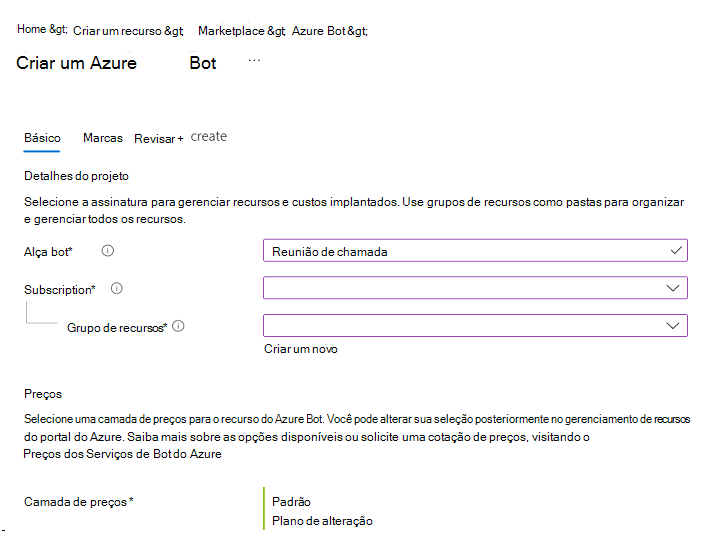 Home &gt; Criar um recurso &gt; Marketplace &gt; Azure Bot &gt;
Criar um Azure Bot ...
Básico Marcas Revisar + create
Detalhes do projeto
Selecione a assinatura para gerenciar recursos e custos implantados. Use grupos de recursos como pastas para organizar
e gerenciar todos os recursos.
Alça bot* Reunião de chamada
Subscription*
Grupo de recursos*
Criar um novo
Preços
Selecione uma camada de preços para o recurso do Azure Bot. Você pode alterar sua seleção posteriormente no gerenciamento de recursos
do portal do Azure. Saiba mais sobre as opções disponíveis ou solicite uma cotação de preços, visitando o
Preços dos Serviços de Bot do Azure
Camada de preços * Padrão
Plano de alteração
-